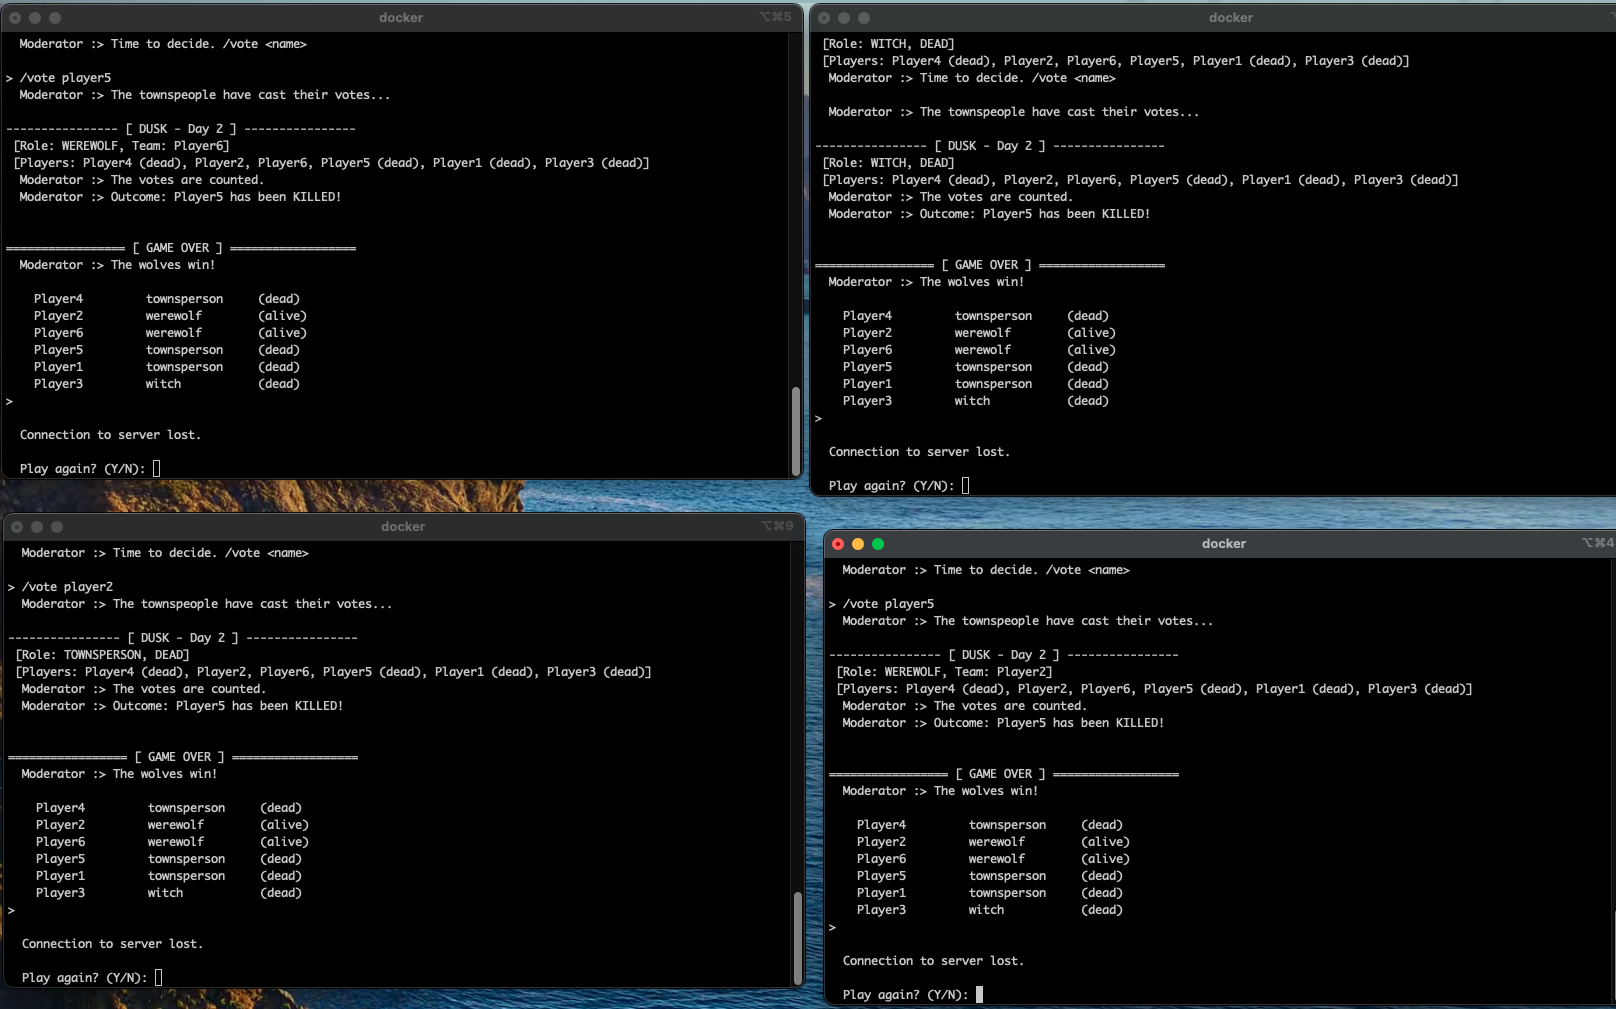 docker
⌥⌘5
Moderator :> Time to decide. /vote <name>
> /vote player5
Moderator :> The townspeople have cast their votes...
---------------- [ DUSK - Day 2 ] ----------------
[Role: WEREWOLF, Team: Player6]
[Players: Player4 (dead), Player2, Player6, Player5 (dead), Player1 (dead), Player3 (dead)]
Moderator :> The votes are counted.
Moderator :> Outcome: Player5 has been KILLED!
================= [ GAME OVER ] ==================
Moderator :> The wolves win!
Player4 townsperson (dead)
Player2 werewolf (alive)
Player6 werewolf (alive)
Player5 townsperson (dead)
Player1 townsperson (dead)
Player3 witch (dead)
>
Connection to server lost.
Play again? (Y/N):
docker
[Role: WITCH, DEAD]
[Players: Player4 (dead), Player2, Player6, Player5, Player1 (dead), Player3 (dead)]
Moderator :> Time to decide. /vote <name>
Moderator :> The townspeople have cast their votes...
---------------- [ DUSK - Day 2 ] ----------------
[Role: WITCH, DEAD]
[Players: Player4 (dead), Player2, Player6, Player5 (dead), Player1 (dead), Player3 (dead)]
Moderator :> The votes are counted.
Moderator :> Outcome: Player5 has been KILLED!
================= [ GAME OVER ] ==================
Moderator :> The wolves win!
Player4 townsperson (dead)
Player2 werewolf (alive)
Player6 werewolf (alive)
Player5 townsperson (dead)
Player1 townsperson (dead)
Player3 witch (dead)
>
Connection to server lost.
Play again? (Y/N):
docker
⌥⌘9
Moderator :> Time to decide. /vote <name>
> /vote player2
Moderator :> The townspeople have cast their votes...
---------------- [ DUSK - Day 2 ] ----------------
[Role: TOWNSPERSON, DEAD]
[Players: Player4 (dead), Player2, Player6, Player5 (dead), Player1 (dead), Player3 (dead)]
Moderator :> The votes are counted.
Moderator :> Outcome: Player5 has been KILLED!
================= [ GAME OVER ] ==================
Moderator :> The wolves win!
Player4 townsperson (dead)
Player2 werewolf (alive)
Player6 werewolf (alive)
Player5 townsperson (dead)
Player1 townsperson (dead)
Player3 witch (dead)
>
Connection to server lost.
Play again? (Y/N):
docker
⌥⌘4
Moderator :> Time to decide. /vote <name>
> /vote player5
Moderator :> The townspeople have cast their votes...
---------------- [ DUSK - Day 2 ] ----------------
[Role: WEREWOLF, Team: Player2]
[Players: Player4 (dead), Player2, Player6, Player5 (dead), Player1 (dead), Player3 (dead)]
Moderator :> The votes are counted.
Moderator :> Outcome: Player5 has been KILLED!
================= [ GAME OVER ] ==================
Moderator :> The wolves win!
Player4 townsperson (dead)
Player2 werewolf (alive)
Player6 werewolf (alive)
Player5 townsperson (dead)
Player1 townsperson (dead)
Player3 witch (dead)
>
Connection to server lost.
Play again? (Y/N):